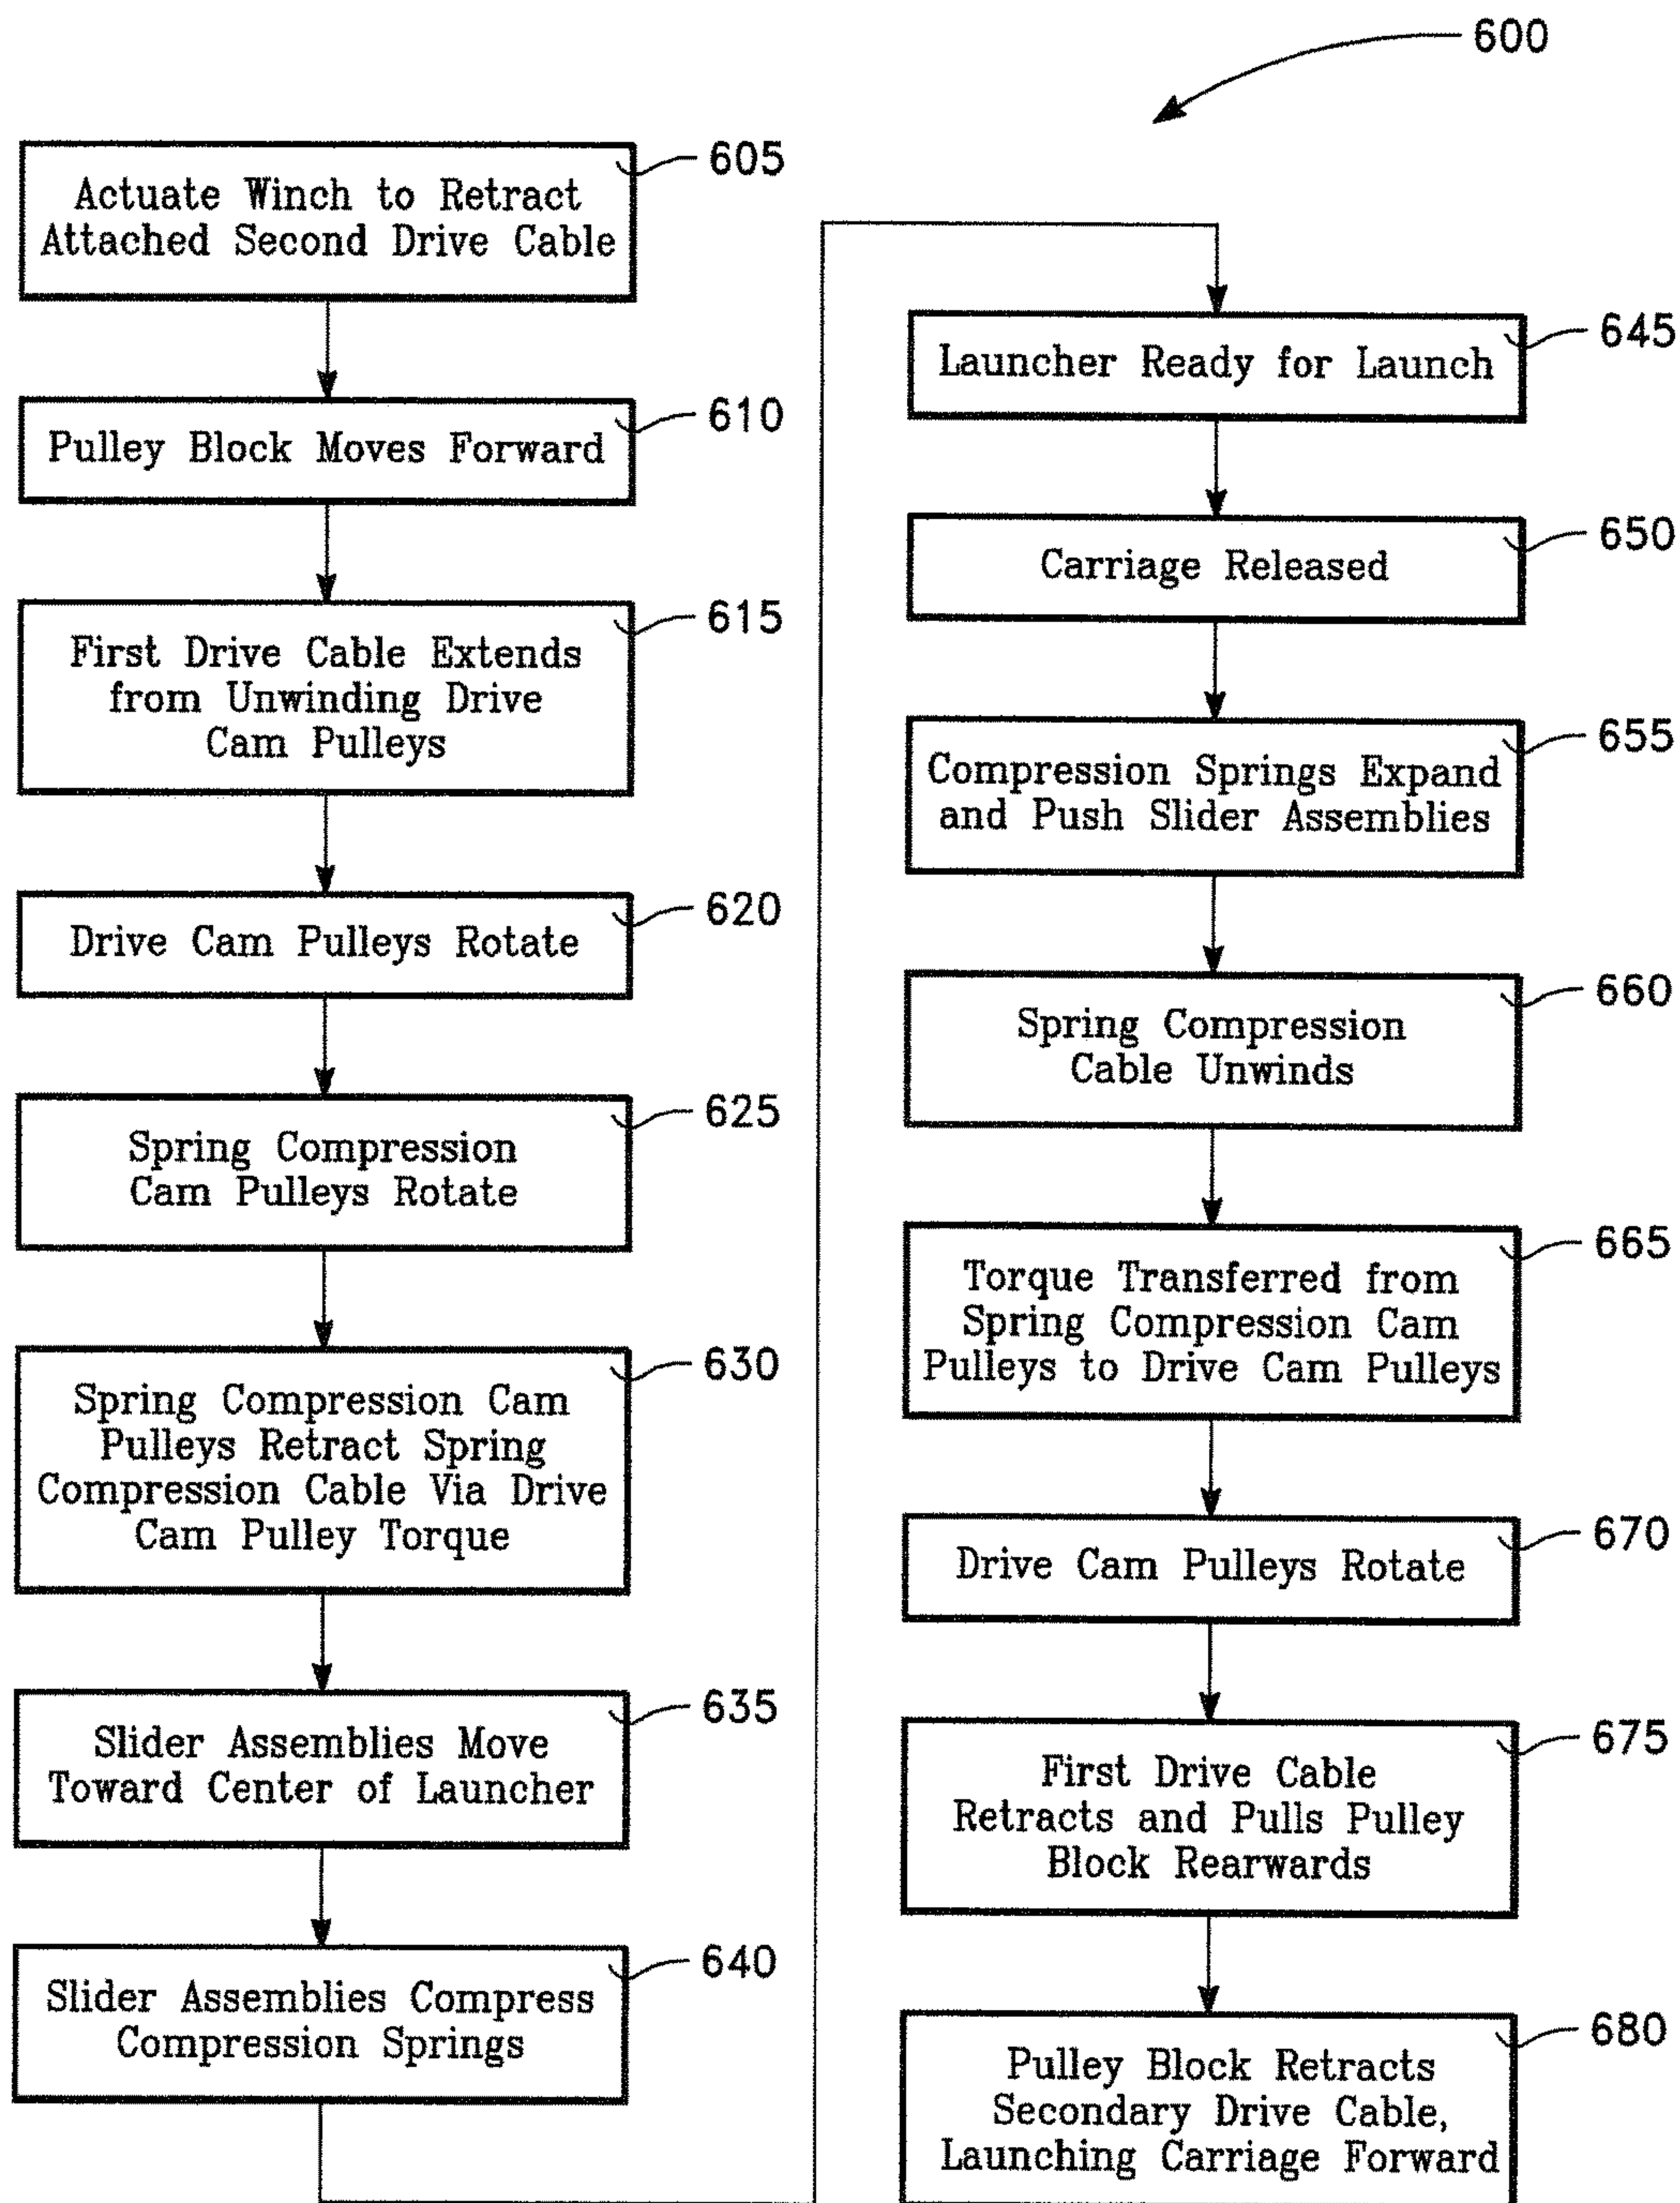 600
605
Actuate Winch to Retract
Attached Second Drive Cable
610
Pulley Block Moves Forward
615
First Drive Cable Extends
from Unwinding Drive
Cam Pulleys
620
Drive Cam Pulleys Rotate
625
Spring Compression
Cam Pulleys Rotate
630
Spring Compression Cam
Pulleys Retract Spring
Compression Cable Via Drive
Cam Pulley Torque
635
Slider Assemblies Move
Toward Center of Launcher
640
Slider Assemblies Compress
Compression Springs
645
Launcher Ready for Launch
650
Carriage Released
655
Compression Springs Expand
and Push Slider Assemblies
660
Spring Compression
Cable Unwinds
665
Torque Transferred from
Spring Compression Cam
Pulleys to Drive Cam Pulleys
670
Drive Cam Pulleys Rotate
675
First Drive Cable
Retracts and Pulls Pulley
Block Rearwards
680
Pulley Block Retracts
Secondary Drive Cable,
Launching Carriage Forward